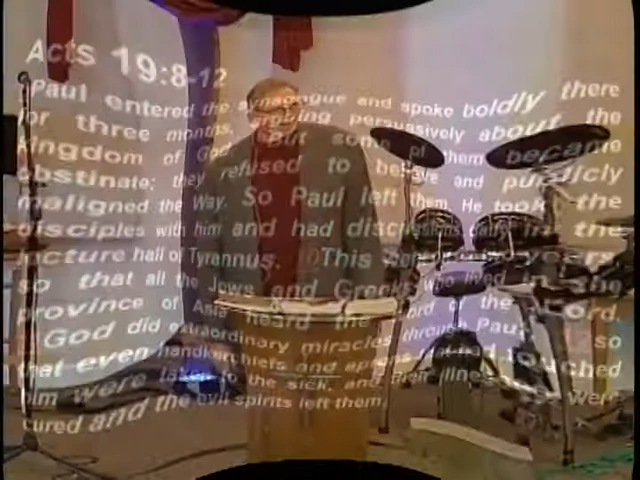 Acts 19:8-12
Paul entered the synagogue and spoke boldly there
for three months, arguing persuasively about the
kingdom of God. But some of them became
obstinate; they refused to believe and publicly
maligned the Way. So Paul left them. He took the
disciples with him and had discussions daily in the
lecture hall of Tyrannus. 10This went on for two years,
so that all the Jews and Greeks who lived in the
province of Asia heard the word of the Lord.
God did extraordinary miracles through Paul, so
that even handkerchiefs and aprons that had touched
him were taken to the sick, and their illnesses were
cured and the evil spirits left them.